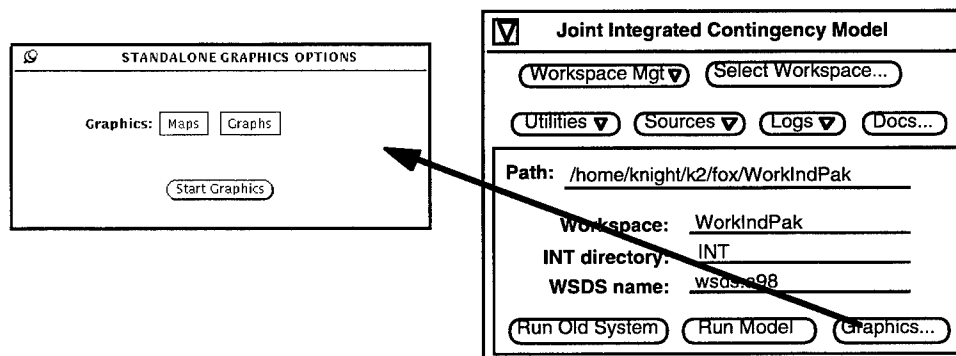 STANDALONE GRAPHICS OPTIONS
Graphics: Maps Graphs
Start Graphics
Joint Integrated Contingency Model
Workspace Mgt Select Workspace...
Utilities Sources Logs Docs...
Path: /home/knight/k2/fox/WorkIndPak
Workspace: WorkIndPak
INT directory: INT
WSDS name: wsds.a98
Run Old System Run Model Graphics...